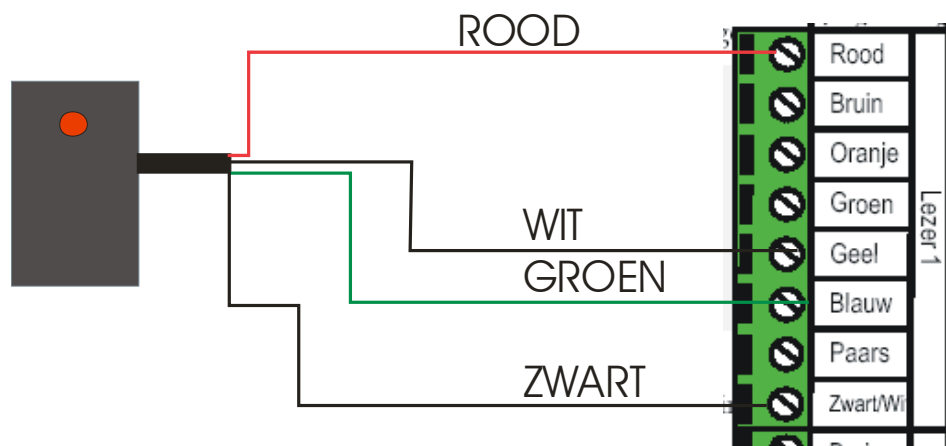 ROOD
Rood
Bruin
Oranje
Groen
WIT
Geel
GROEN
Blauw
Paars
ZWART
Zwart/Wi
Lezer 1